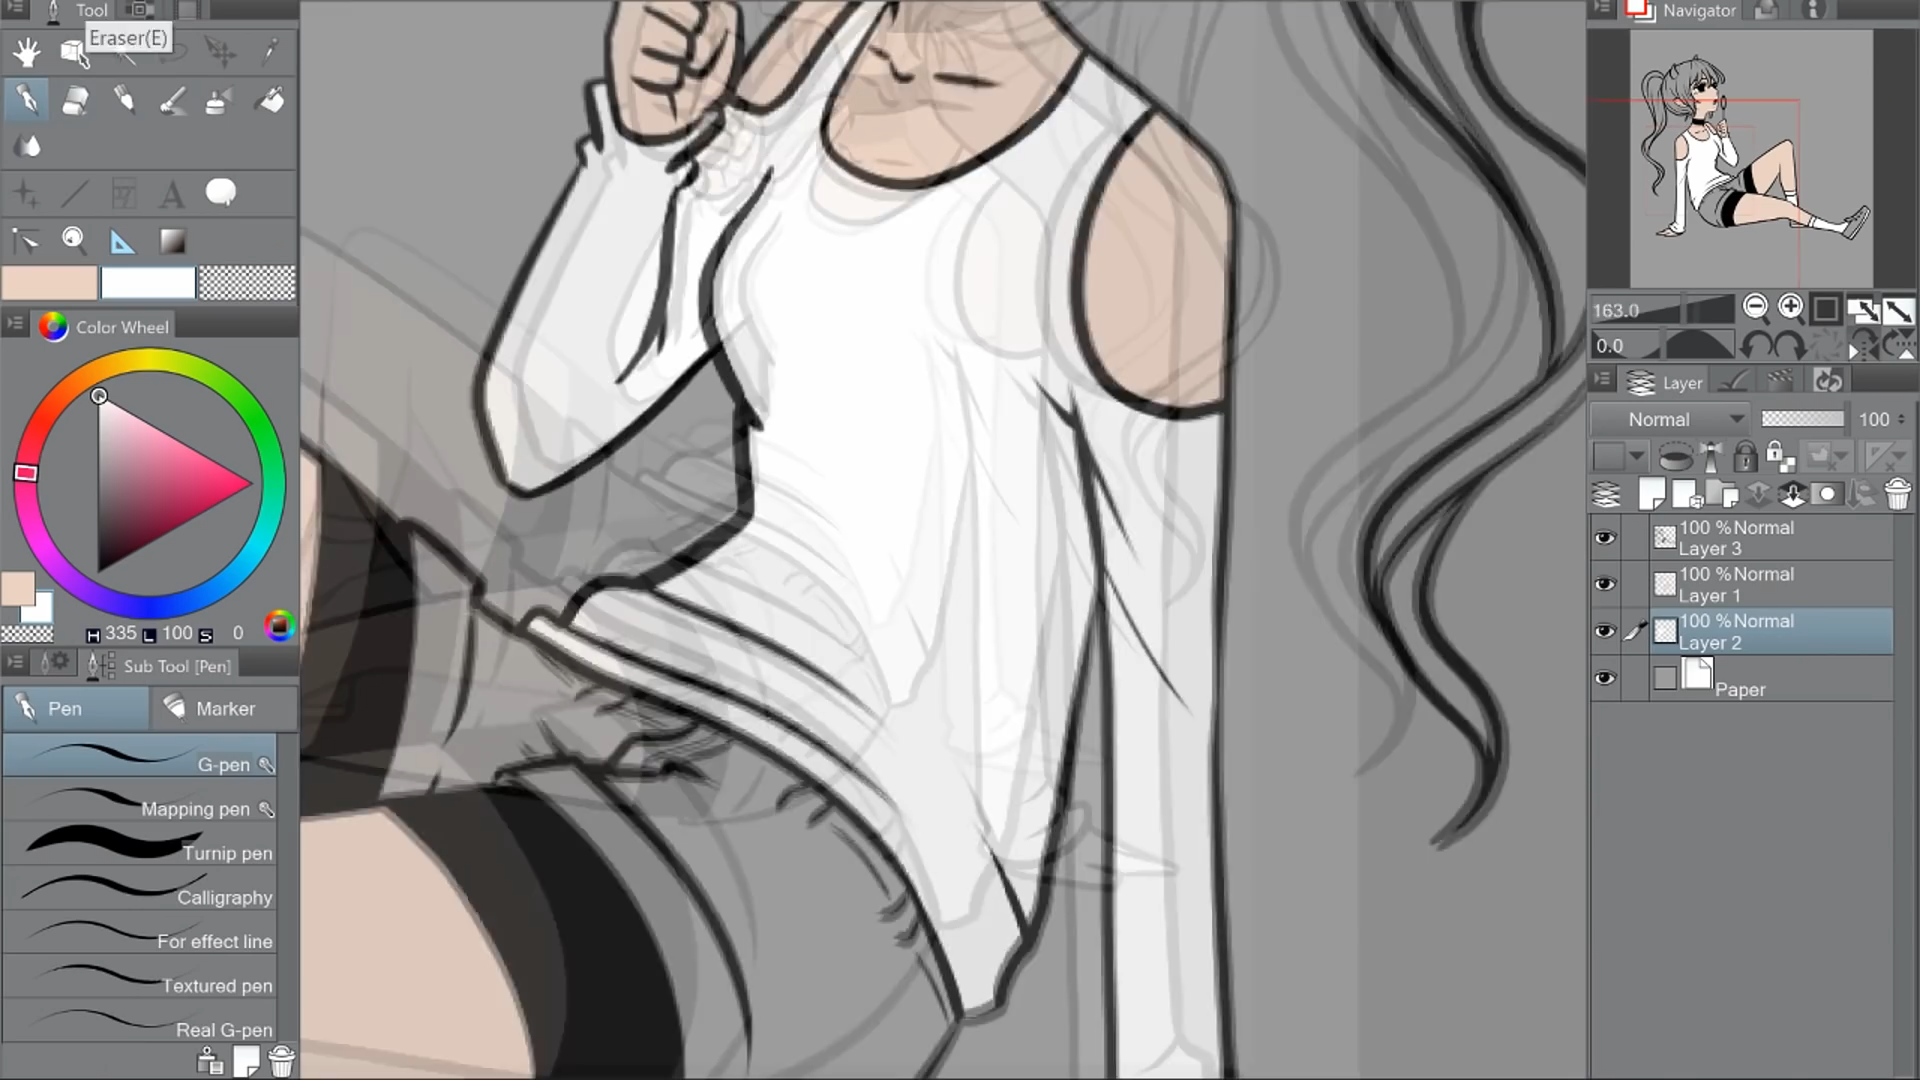 Tool
Eraser(E)
Color Wheel
H 335 L 100 S 0
Sub Tool [Pen]
Pen
Marker
G-pen
Mapping pen
Turnip pen
Calligraphy
For effect line
Textured pen
Real G-pen
Navigator
163.0
0.0
Layer
Normal
100
100 %Normal
Layer 3
100 %Normal
Layer 1
100 %Normal
Layer 2
Paper